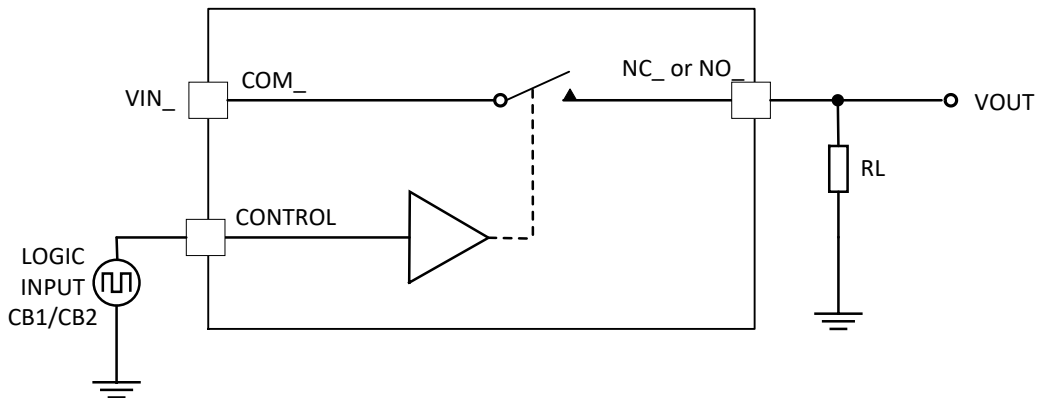 COM_
NC_ or NO_
VIN_
VOUT
RL
CONTROL
LOGIC
INPUT
CB1/CB2